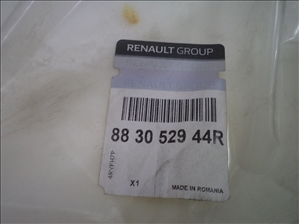 RENAULT GROUP
88 30 529 44R
X1
MADE IN ROMANIA